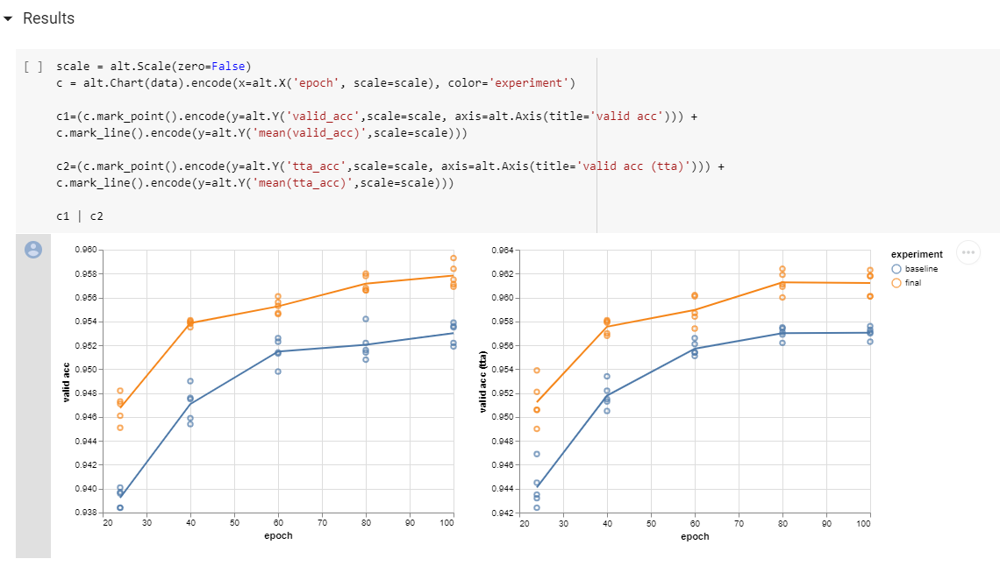 Results
[ ] scale = alt.Scale(zero=False)
c = alt.Chart(data).encode(x=alt.X('epoch', scale=scale), color='experiment')
c1=(c.mark_point().encode(y=alt.Y('valid_acc',scale=scale, axis=alt.Axis(title='valid acc'))) +
c.mark_line().encode(y=alt.Y('mean(valid_acc)',scale=scale)))
c2=(c.mark_point().encode(y=alt.Y('tta_acc',scale=scale, axis=alt.Axis(title='valid acc (tta)'))) +
c.mark_line().encode(y=alt.Y('mean(tta_acc)',scale=scale)))
c1 | c2
0.960
0.958
0.956
0.954
0.952
0.950
0.948
0.946
0.944
0.942
0.940
0.938
valid acc
20 30 40 50 60 70 80 90 100
epoch
0.964
0.962
0.960
0.958
0.956
0.954
0.952
0.950
0.948
0.946
0.944
0.942
valid acc (tta)
20 30 40 50 60 70 80 90 100
epoch
experiment
baseline
final